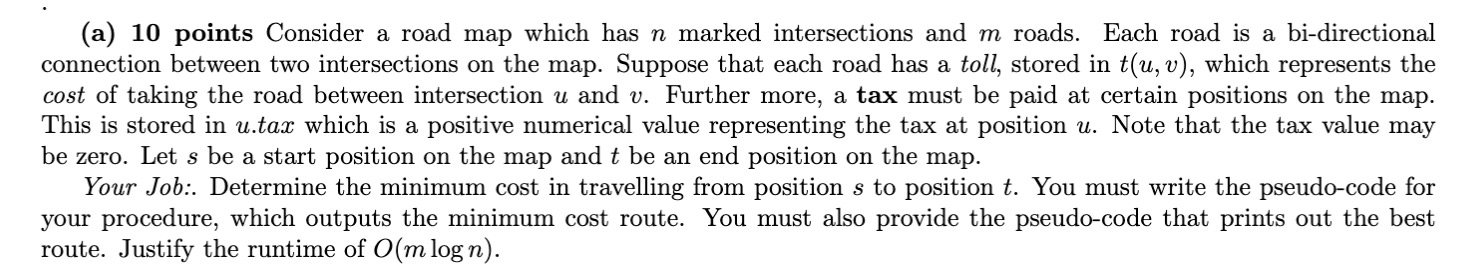 (a) 10 points Consider a road map which has n marked intersections and m roads. Each road is a bi-directional
connection between two intersections on the map. Suppose that each road has a toll, stored in t(u, v), which represents the
cost of taking the road between intersection u and v. Further more, a tax must be paid at certain positions on the map.
This is stored in u.tax which is a positive numerical value representing the tax at position u. Note that the tax value may
be zero. Let s be a start position on the map and t be an end position on the map.
Your Job:. Determine the minimum cost in travelling from position s to position t. You must write the pseudo-code for
your procedure, which outputs the minimum cost route. You must also provide the pseudo-code that prints out the best
route. Justify the runtime of O(m log n).